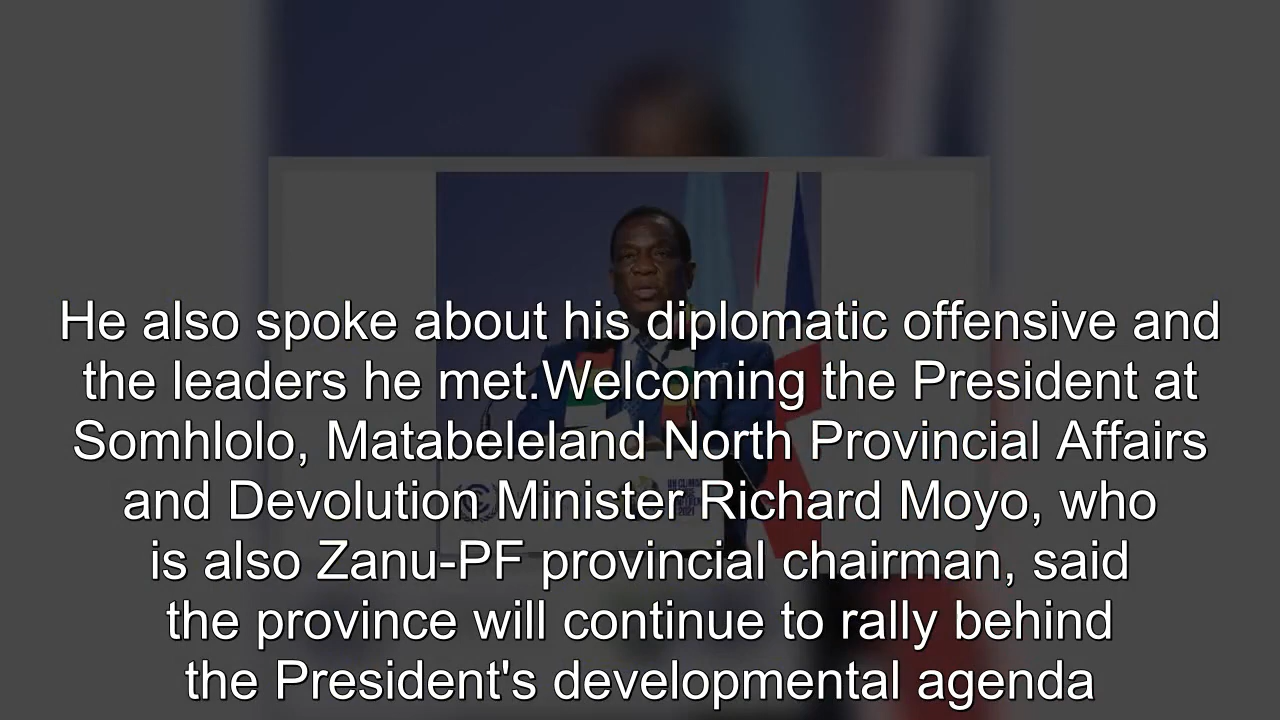 He also spoke about his diplomatic offensive and
the leaders he met.Welcoming the President at
Somhlolo, Matabeleland North Provincial Affairs
and Devolution Minister Richard Moyo, who
is also Zanu-PF provincial chairman, said
the province will continue to rally behind
the President's developmental agenda